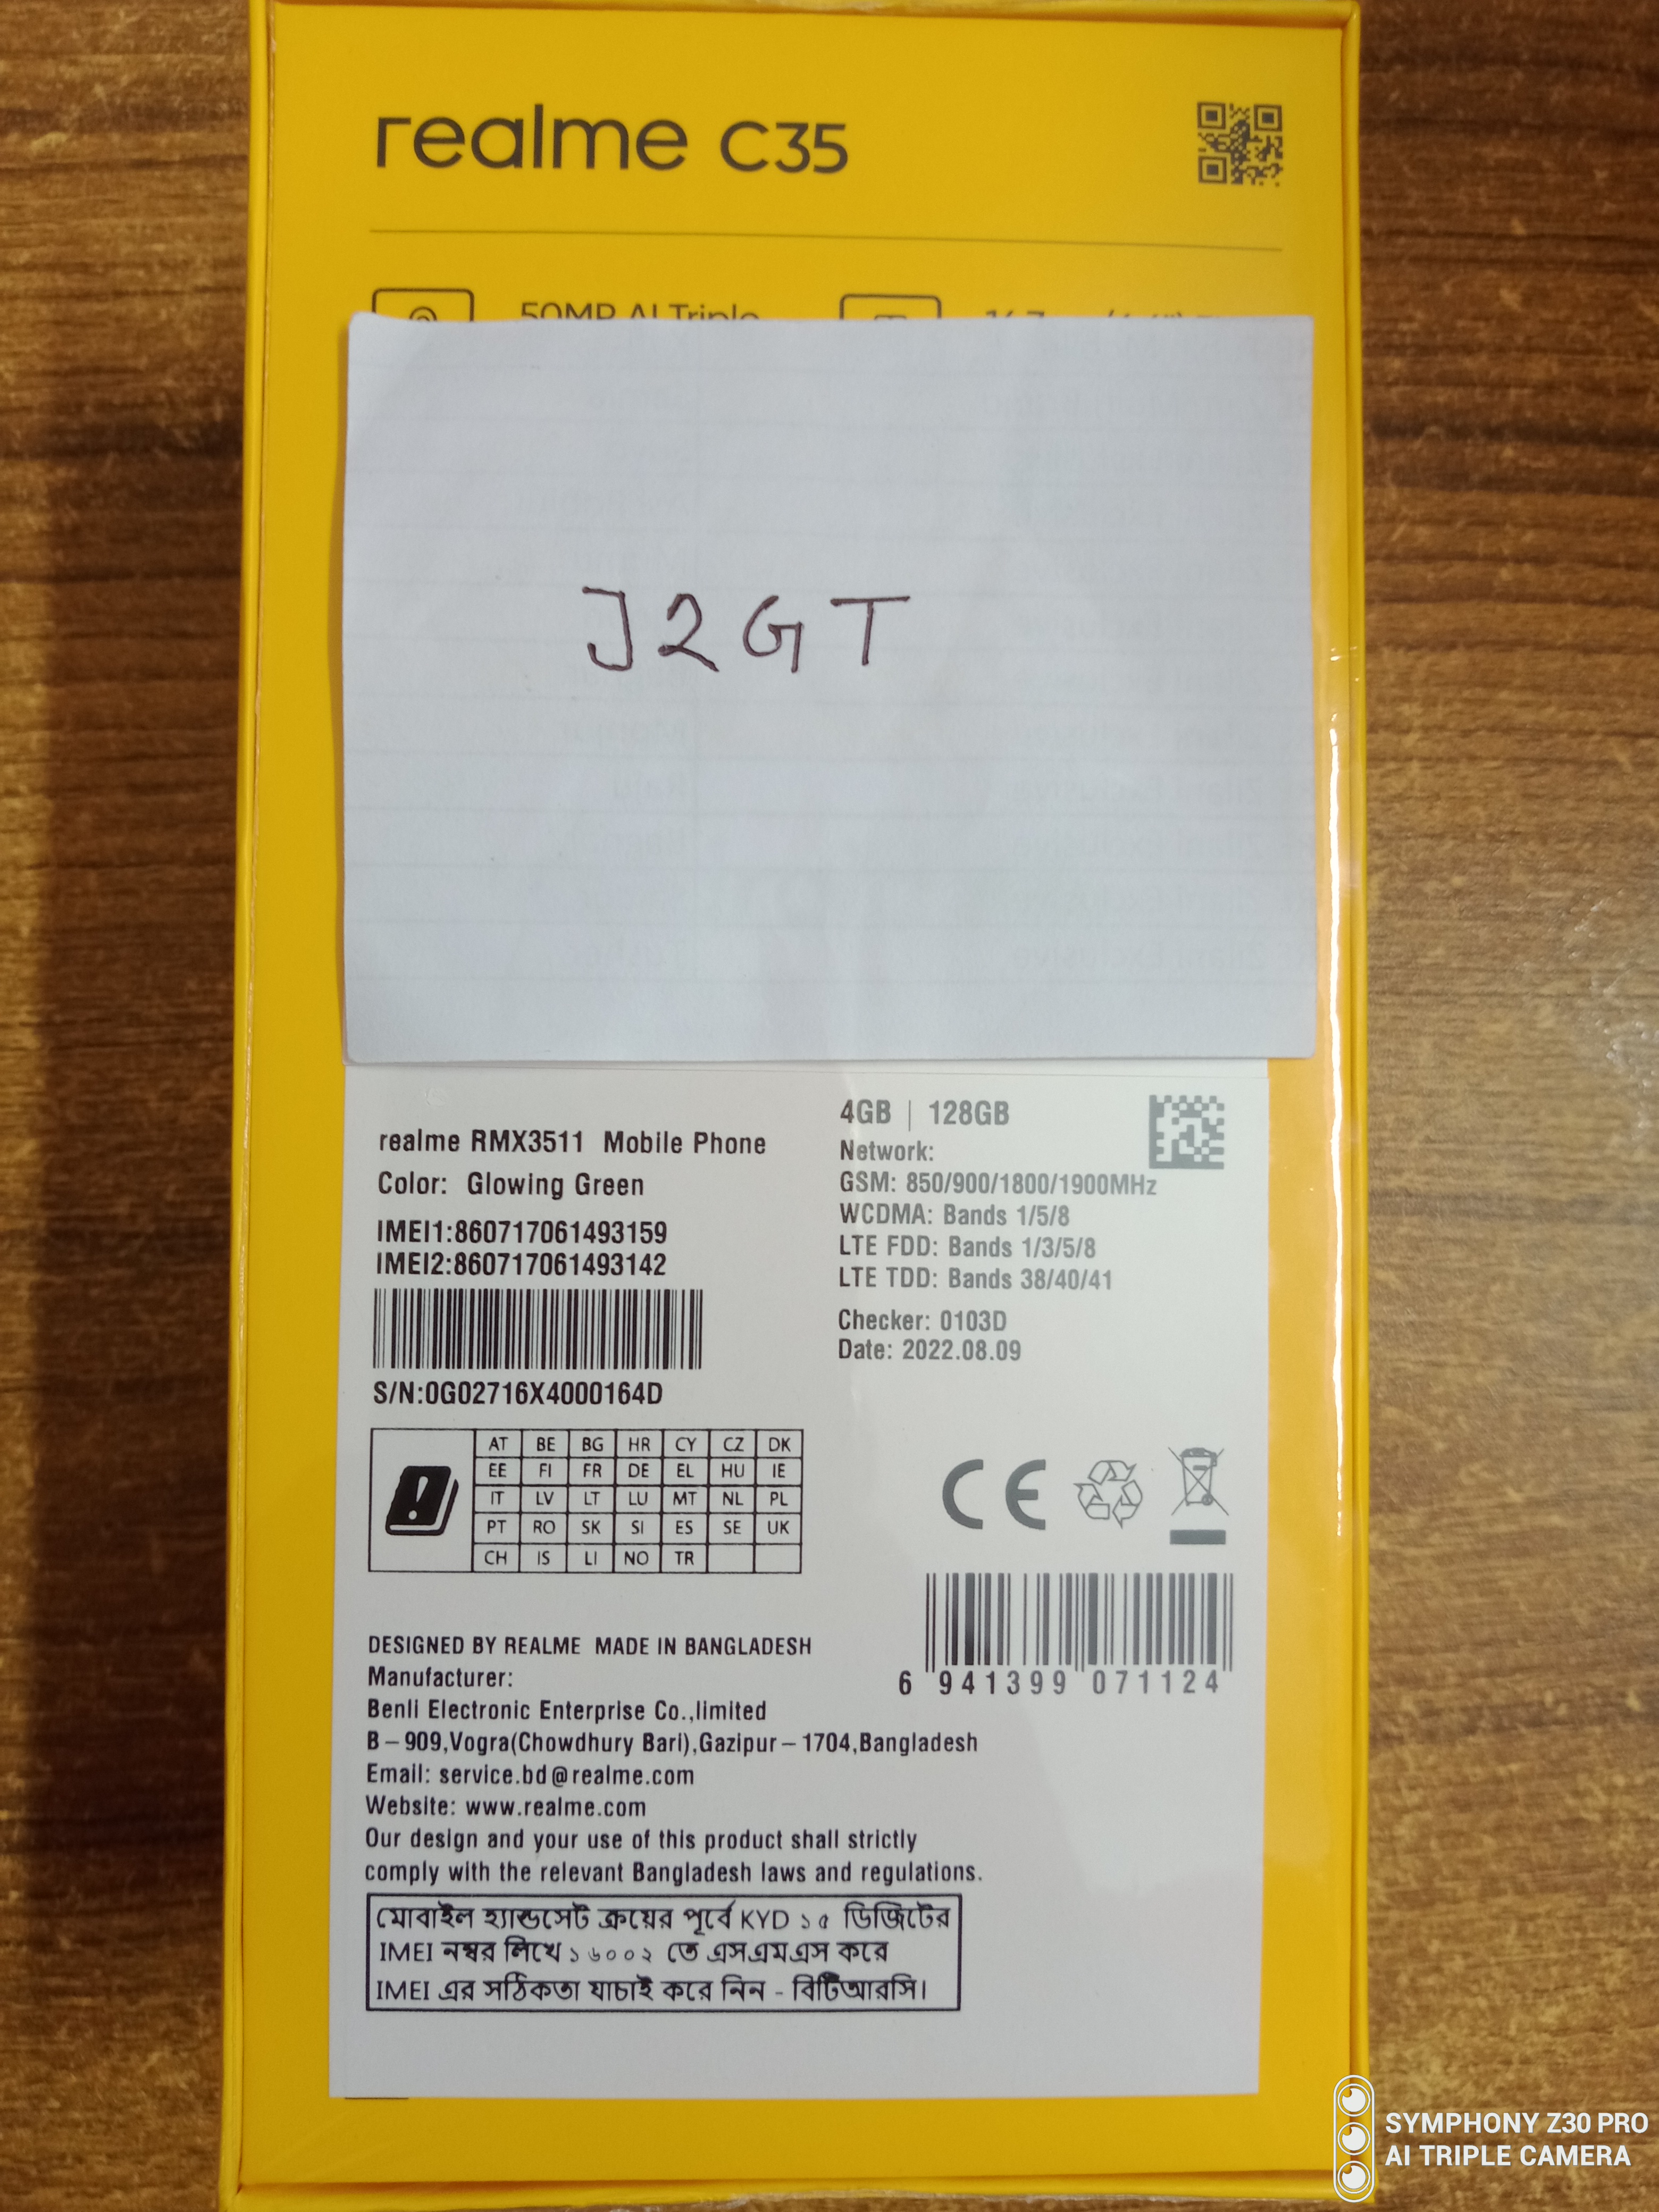 realme C35
50MP AI Triple
J2GT
realme RMX3511 Mobile Phone
Color: Glowing Green
IMEI1:860717061493159
IMEI2:860717061493142
S/N:0G02716X4000164D
4GB | 128GB
Network:
GSM: 850/900/1800/1900MHz
WCDMA: Bands 1/5/8
LTE FDD: Bands 1/3/5/8
LTE TDD: Bands 38/40/41
Checker: 0103D
Date: 2022.08.09
AT BE BG HR CY CZ DK
EE FI FR DE EL HU IE
IT LV LT LU MT NL PL
PT RO SK SI ES SE UK
CH IS LI NO TR
CE
6 941399 071124
DESIGNED BY REALME MADE IN BANGLADESH
Manufacturer:
Benli Electronic Enterprise Co.,limited
B-909,Vogra(Chowdhury Bari),Gazipur-1704,Bangladesh
Email: service.bd@realme.com
Website: www.realme.com
Our design and your use of this product shall strictly
comply with the relevant Bangladesh laws and regulations.
মোবাইল হ্যান্ডসেট ক্রয়ের পূর্বে KYD ১৫ ডিজিটের
IMEI নম্বর লিখে ১৬০০২ তে এসএমএস করে
IMEI এর সঠিকতা যাচাই করে নিন - বিটিআরসি।
SYMPHONY Z30 PRO
AI TRIPLE CAMERA